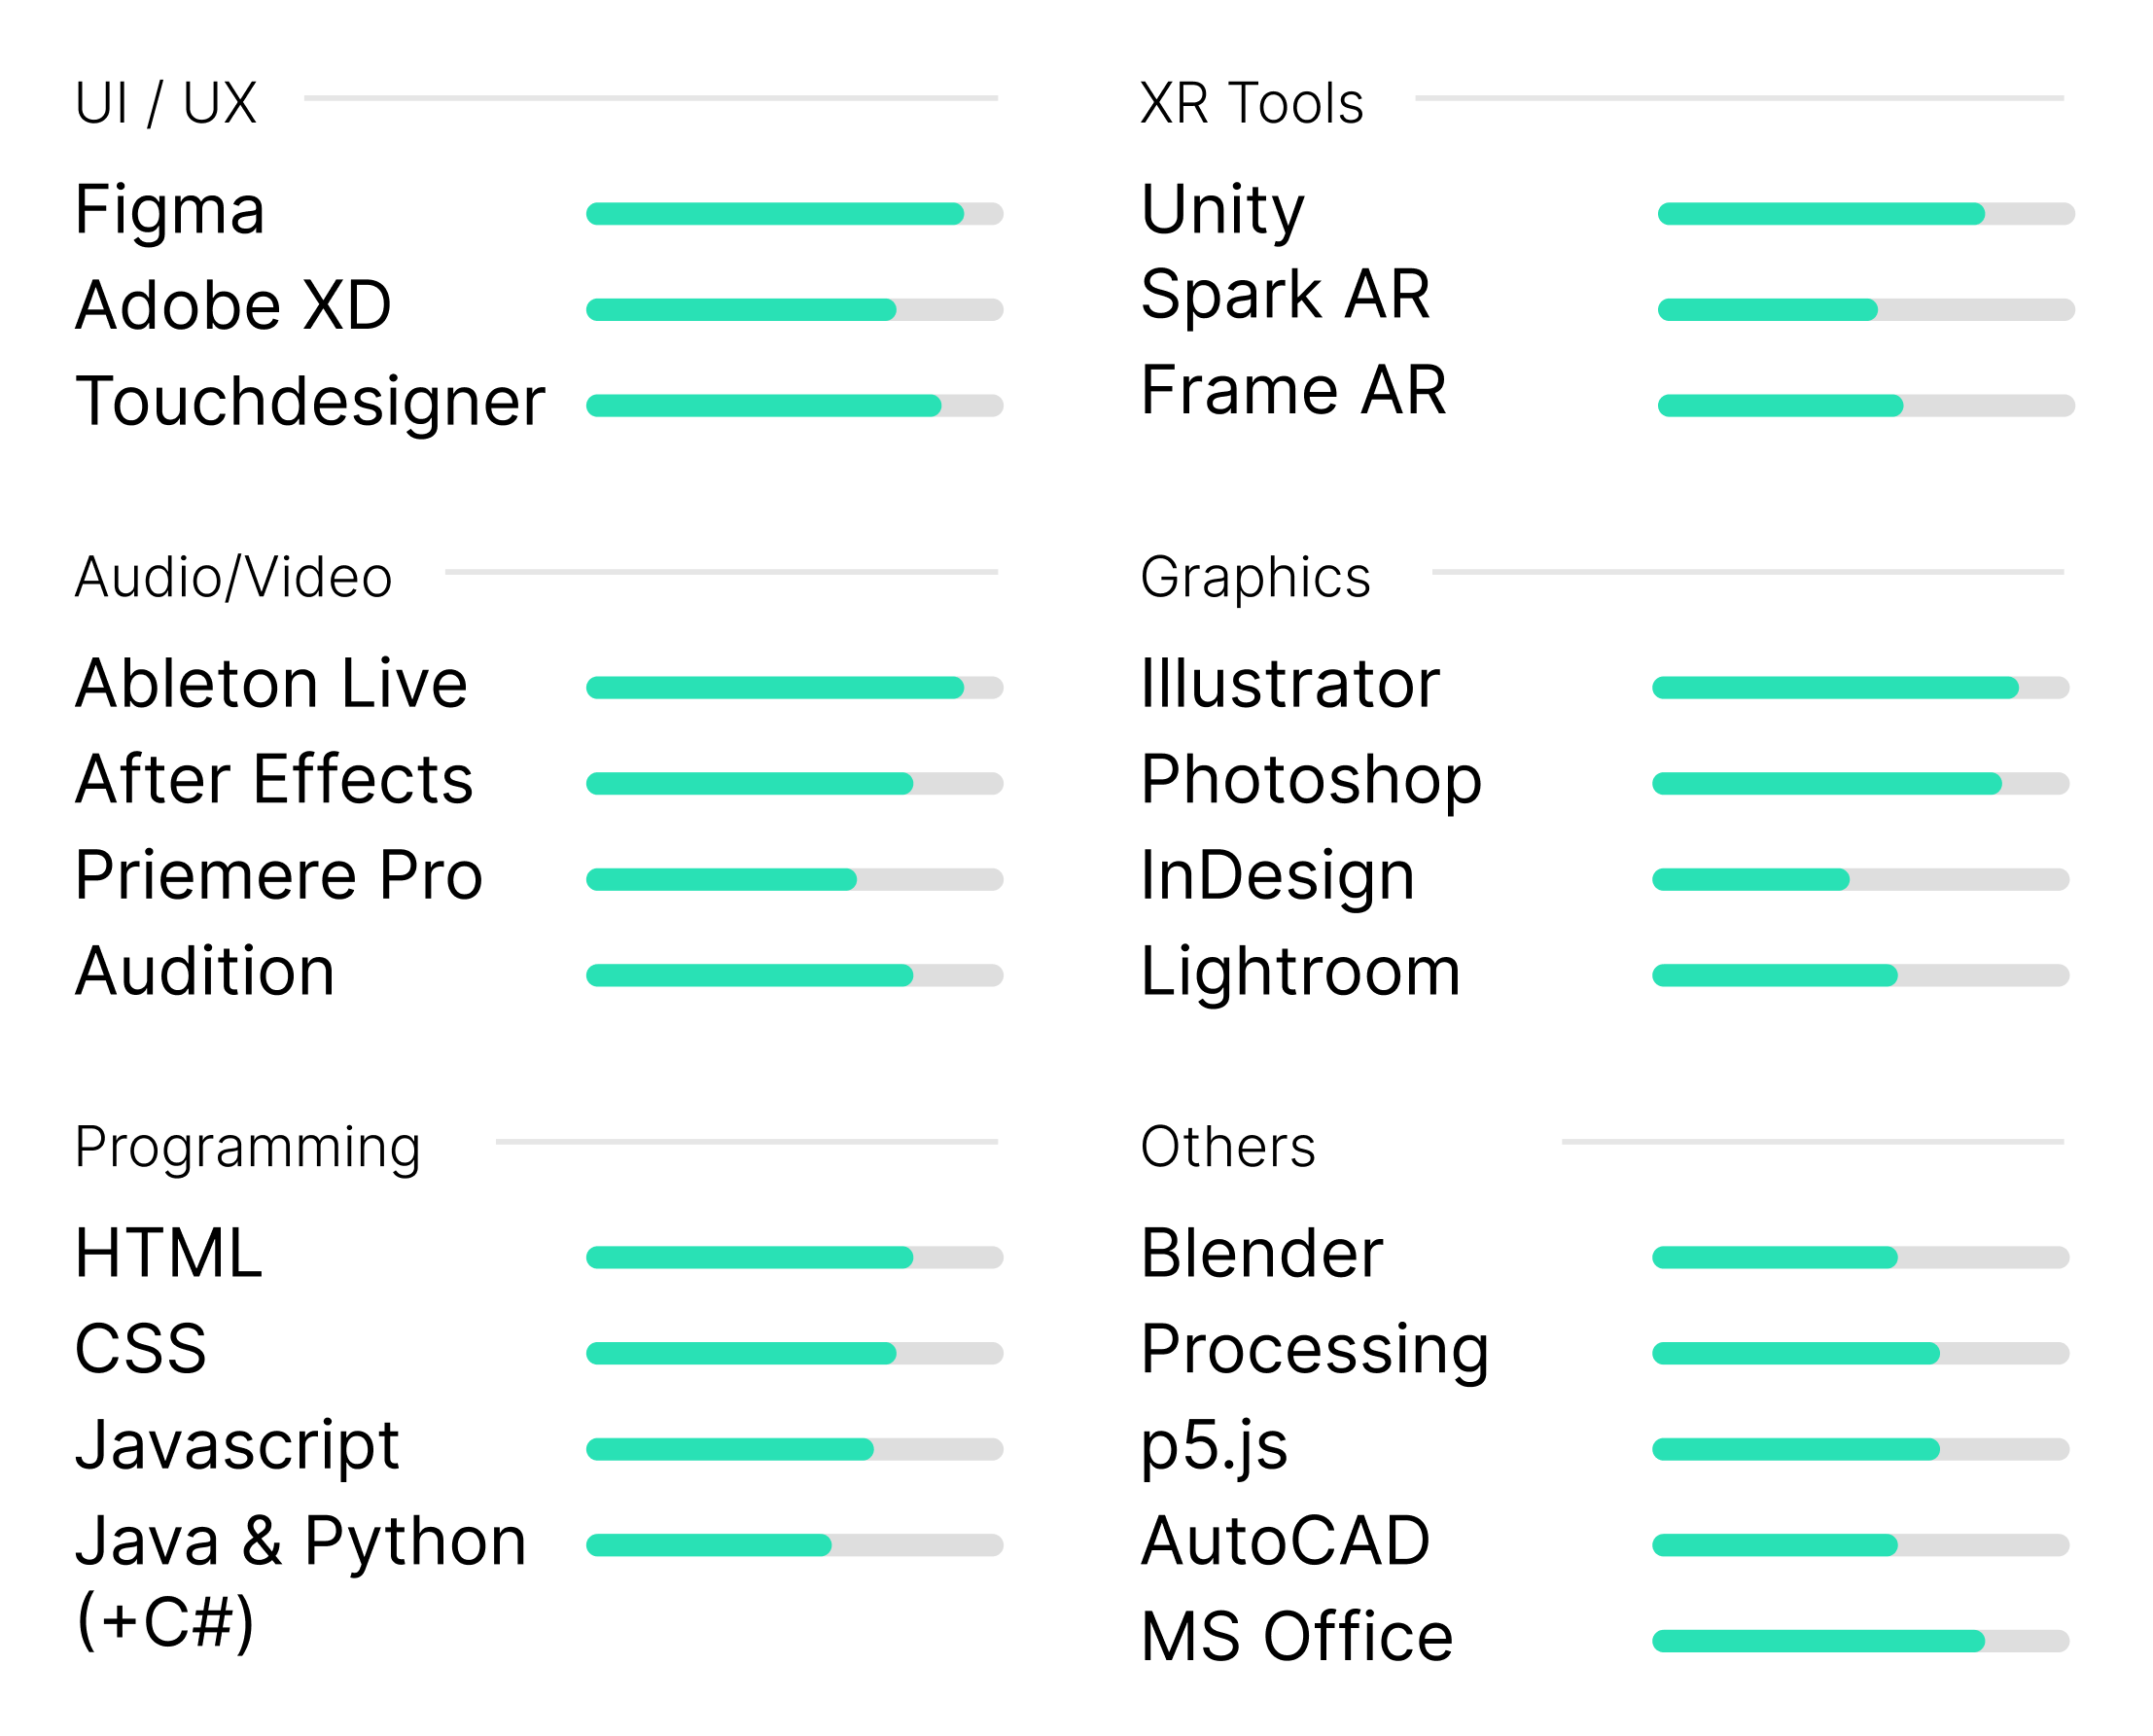 UI / UX
Figma
Adobe XD
Touchdesigner
XR Tools
Unity
Spark AR
Frame AR
Audio/Video
Ableton Live
After Effects
Priemere Pro
Audition
Graphics
Illustrator
Photoshop
InDesign
Lightroom
Programming
HTML
CSS
Javascript
Java & Python
(+C#)
Others
Blender
Processing
p5.js
AutoCAD
MS Office